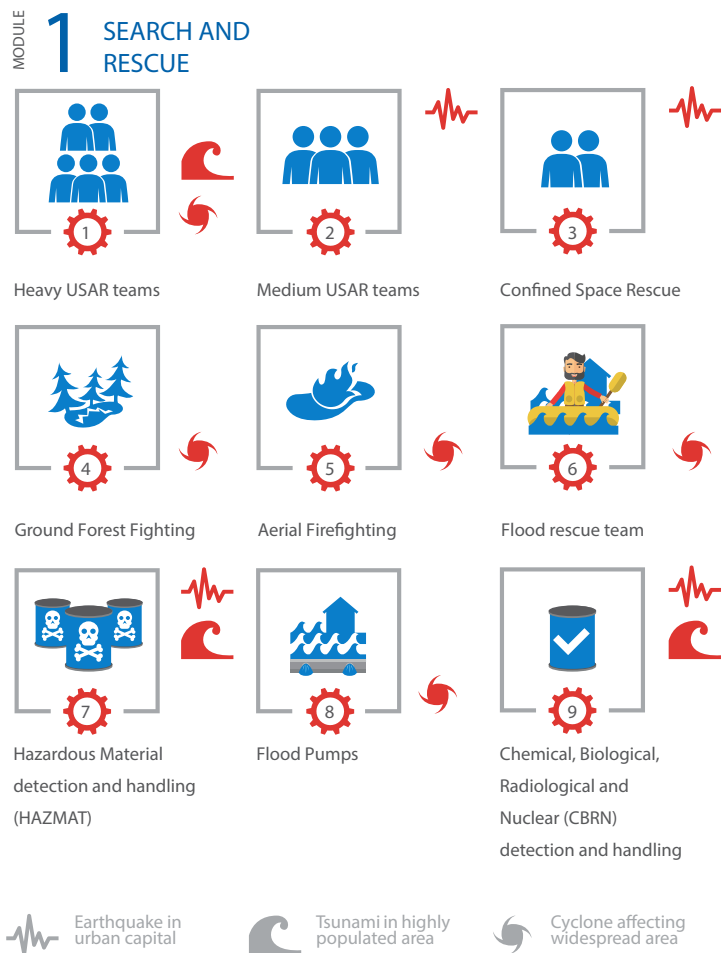 MODULE
1
SEARCH AND
RESCUE
1
2
3
Heavy USAR teams
Medium USAR teams
Confined Space Rescue
4
5
6
Ground Forest Fighting
Aerial Firefighting
Flood rescue team
7
8
9
Hazardous Material
detection and handling
(HAZMAT)
Flood Pumps
Chemical, Biological,
Radiological and
Nuclear (CBRN)
detection and handling
Earthquake in
urban capital
Tsunami in highly
populated area
Cyclone affecting
widespread area